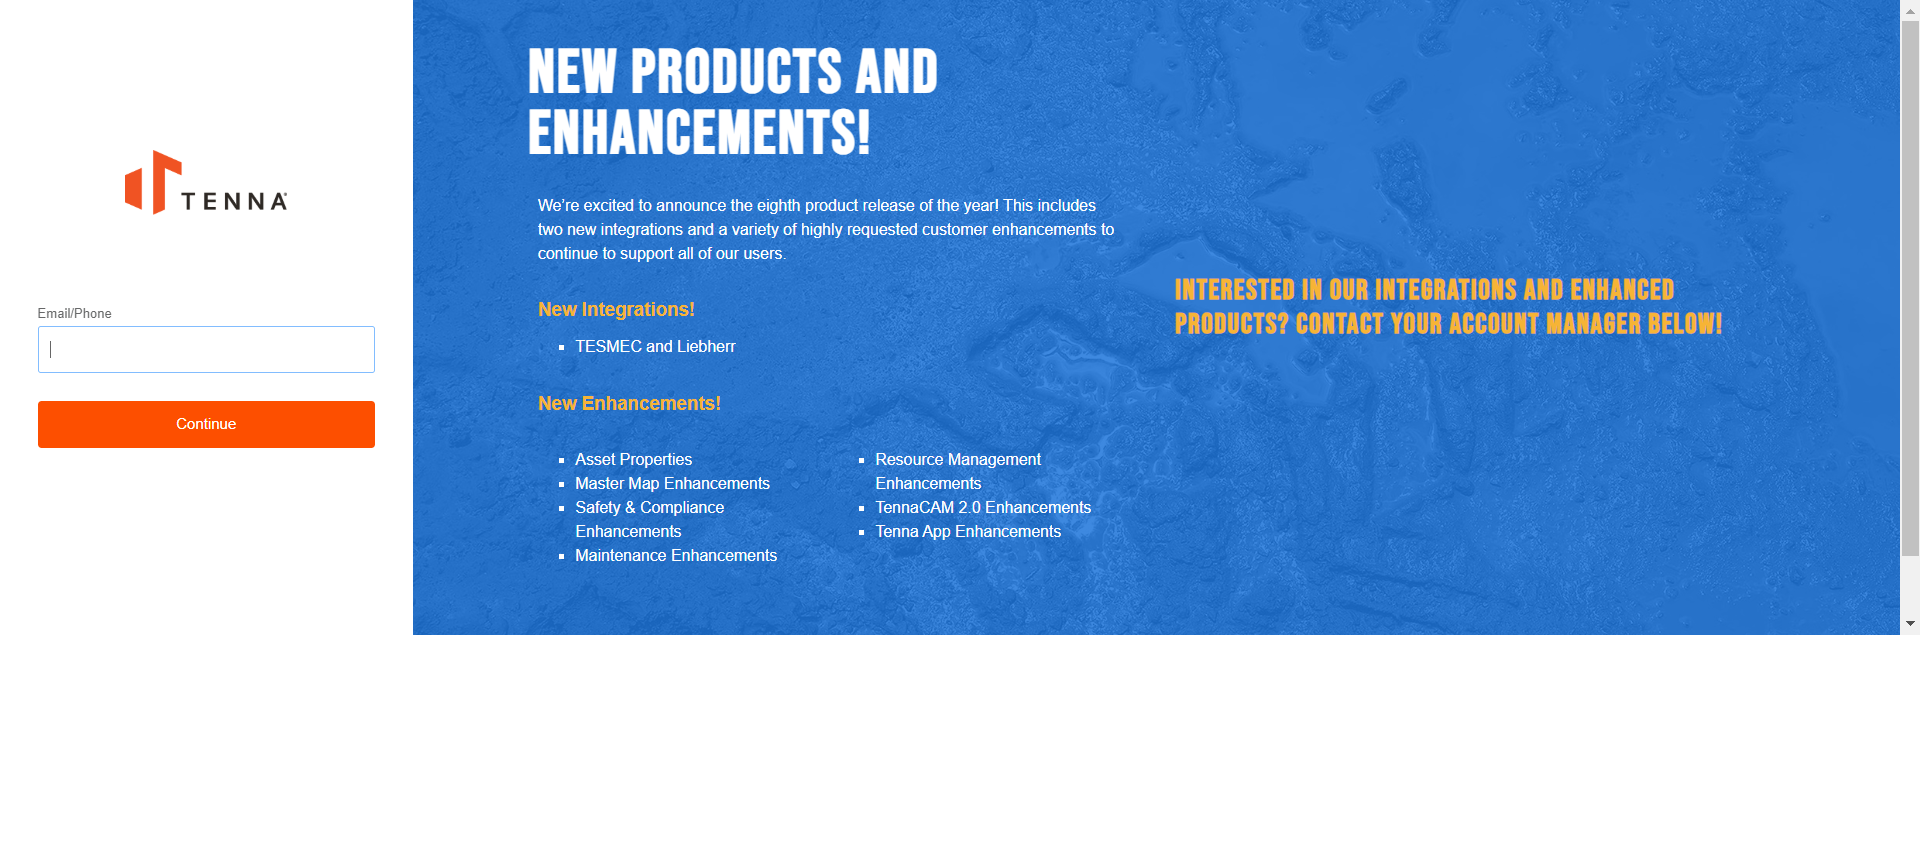 TENNA
Email/Phone
Continue
NEW PRODUCTS AND
ENHANCEMENTS!
We’re excited to announce the eighth product release of the year! This includes
two new integrations and a variety of highly requested customer enhancements to
continue to support all of our users.
New Integrations!
TESMEC and Liebherr
New Enhancements!
Asset Properties
Master Map Enhancements
Safety & Compliance
Enhancements
Maintenance Enhancements
Resource Management
Enhancements
TennaCAM 2.0 Enhancements
Tenna App Enhancements
INTERESTED IN OUR INTEGRATIONS AND ENHANCED
PRODUCTS? CONTACT YOUR ACCOUNT MANAGER BELOW!